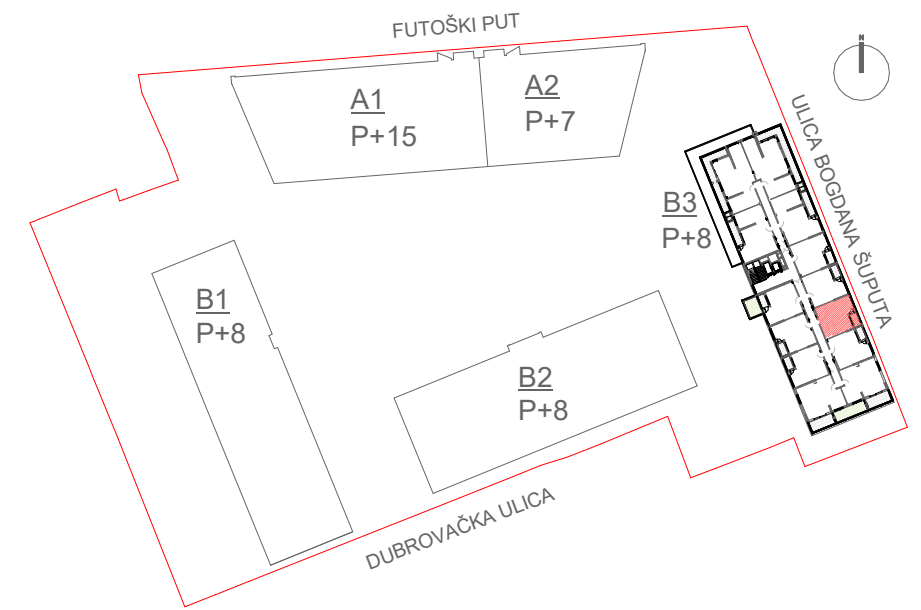 FUTOŠKI PUT
N
A1
P+15
A2
P+7
ULICA BOGDANA ŠUPUTA
B3
P+8
B1
P+8
B2
P+8
DUBROVAČKA ULICA